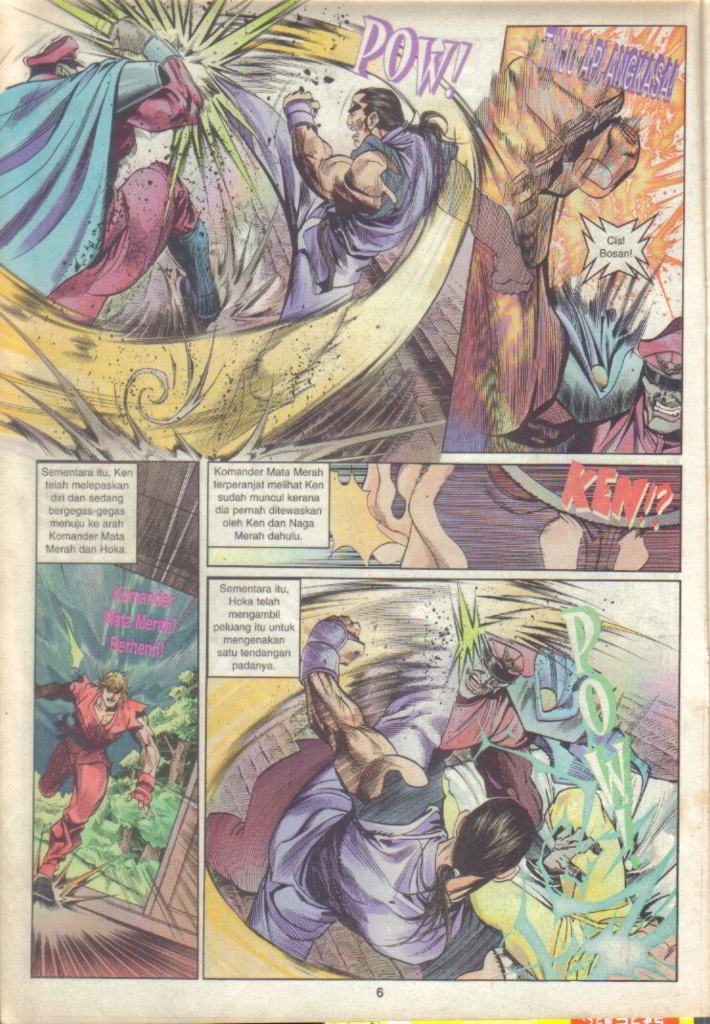 POW!
TINJU API ANGKASA!
Cis!
Bosan!
Sementara itu, Ken
telah melepaskan
diri dan sedang
bergegas-gegas
menuju ke arah
Komander Mata
Merah dan Hoka.
Komander Mata Merah
terperanjat melihat Ken
sudah muncul kerana
dia pernah ditewaskan
oleh Ken dan Naga
Merah dahulu.
KEN!?
Komander
Mata Merah!
Berhenti!
Sementara itu,
Hoka telah
mengambil
peluang itu untuk
mengenakan
satu tendangan
padanya.
POW!
6